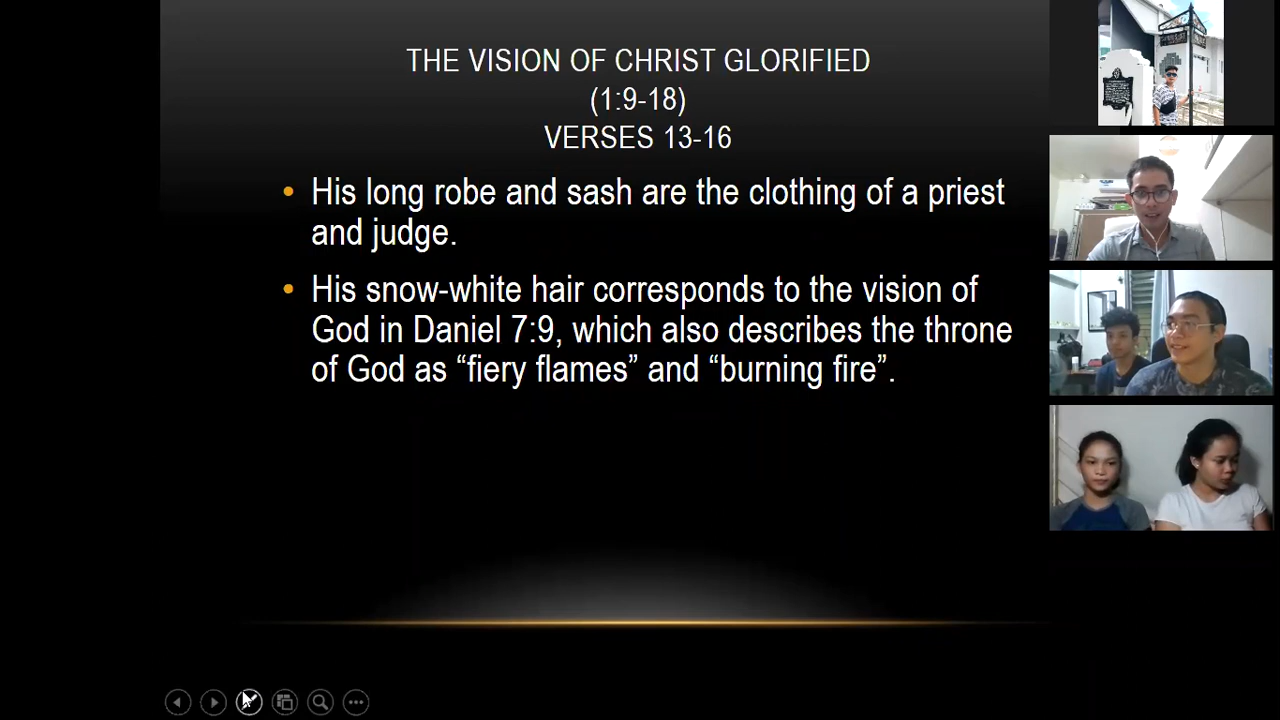 THE VISION OF CHRIST GLORIFIED
(1:9-18)
VERSES 13-16
• His long robe and sash are the clothing of a priest
and judge.
• His snow-white hair corresponds to the vision of
God in Daniel 7:9, which also describes the throne
of God as “fiery flames” and “burning fire”.